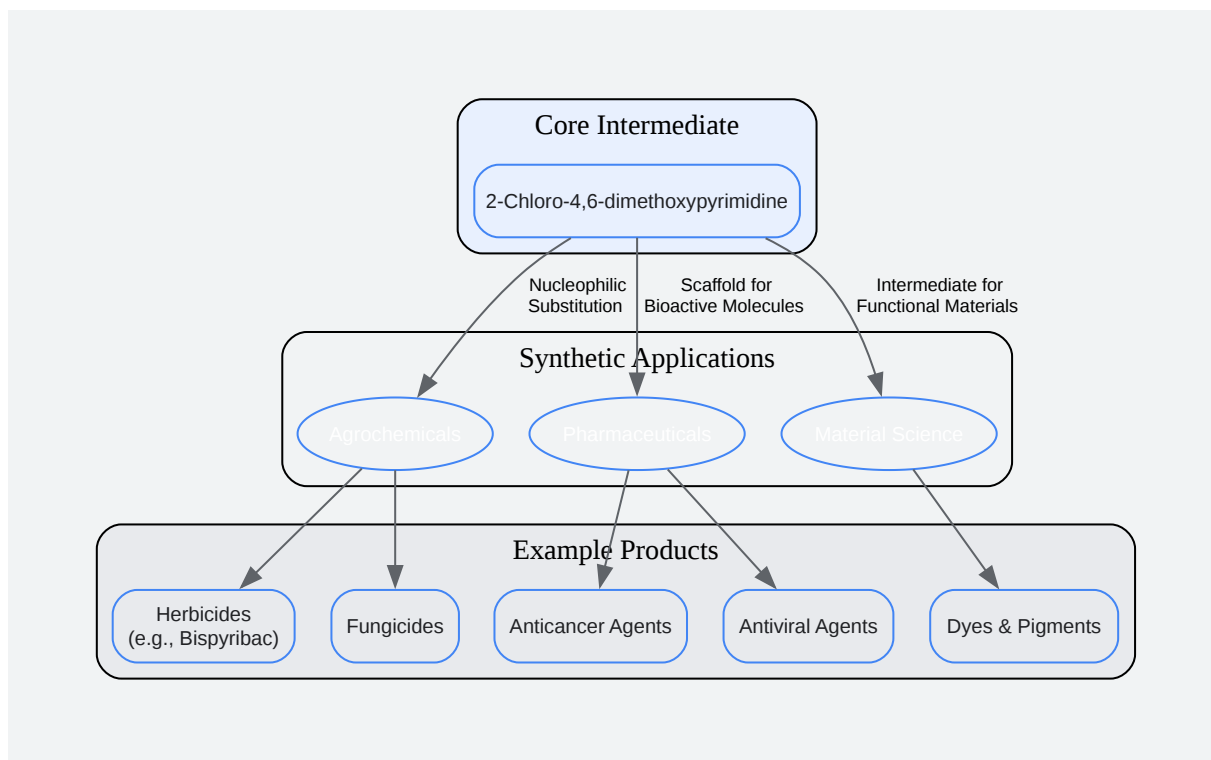 Core Intermediate
2-Chloro-4,6-dimethoxypyrimidine
Nucleophilic
Substitution
Scaffold for
Bioactive Molecules
Intermediate for
Functional Materials
Synthetic Applications
Agrochemicals
Pharmaceuticals
Material Science
Example Products
Herbicides
(e.g., Bispyribac)
Fungicides
Anticancer Agents
Antiviral Agents
Dyes & Pigments